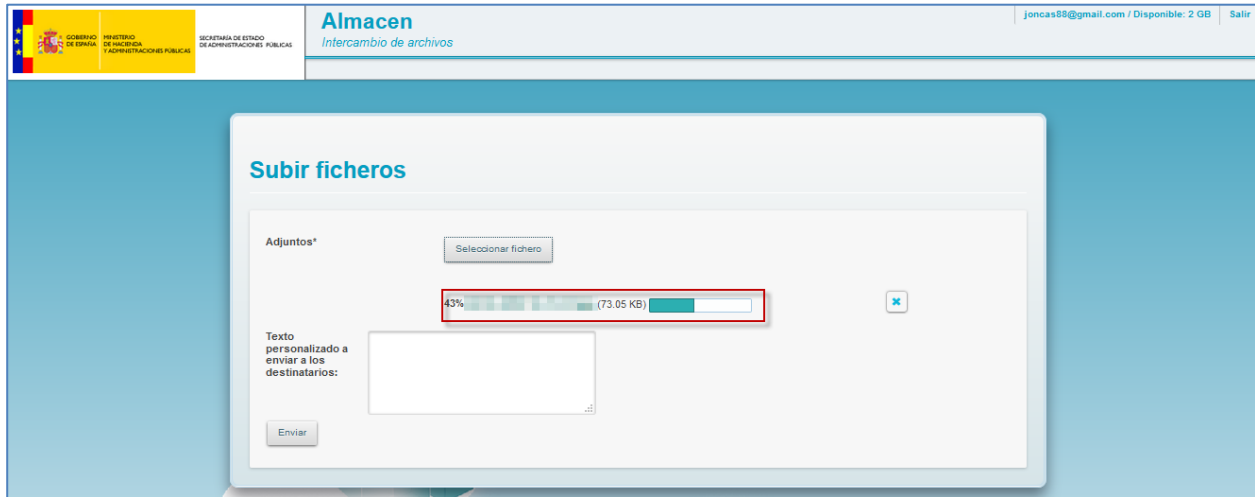 GOBIERNO DE ESPAÑA
MINISTERIO DE HACIENDA Y ADMINISTRACIONES PÚBLICAS
SECRETARÍA DE ESTADO DE ADMINISTRACIONES PÚBLICAS
Almacen
Intercambio de archivos
joncas88@gmail.com / Disponible: 2 GB
Salir
Subir ficheros
Adjuntos*
Seleccionar fichero
43% (73.05 KB)
Texto
personalizado a
enviar a los
destinatarios:
Enviar